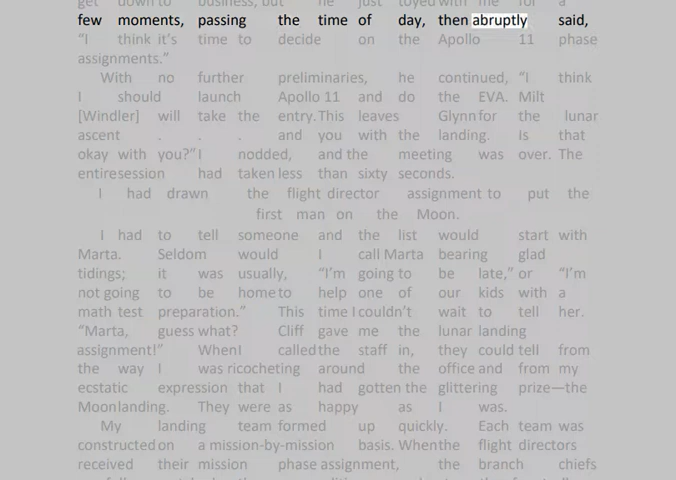 get down to business, but he just toyed with me for a
few moments, passing the time of day, then abruptly said,
“I think it’s time to decide on the Apollo 11 phase
assignments.”
With no further preliminaries, he continued, “I think
I should launch Apollo 11 and do the EVA. Milt
[Windler] will take the entry. This leaves Glynn for the lunar
ascent . . . and you with the landing. Is that
okay with you?” I nodded, and the meeting was over. The
entire session had taken less than sixty seconds.
I had drawn the flight director assignment to put the
first man on the Moon.
I had to tell someone and the list would start with
Marta. Seldom would I call Marta bearing glad
tidings; it was usually, “I’m going to be late,” or “I’m
not going to be home to help one of our kids with a
math test preparation.” This time I couldn’t wait to tell her.
“Marta, guess what? Cliff gave me the lunar landing
assignment!” When I called the staff in, they could tell from
the way I was ricocheting around the office and from my
ecstatic expression that I had gotten the glittering prize—the
Moon landing. They were as happy as I was.
My landing team formed up quickly. Each team was
constructed on a mission-by-mission basis. When the flight directors
received their mission phase assignment, the branch chiefs